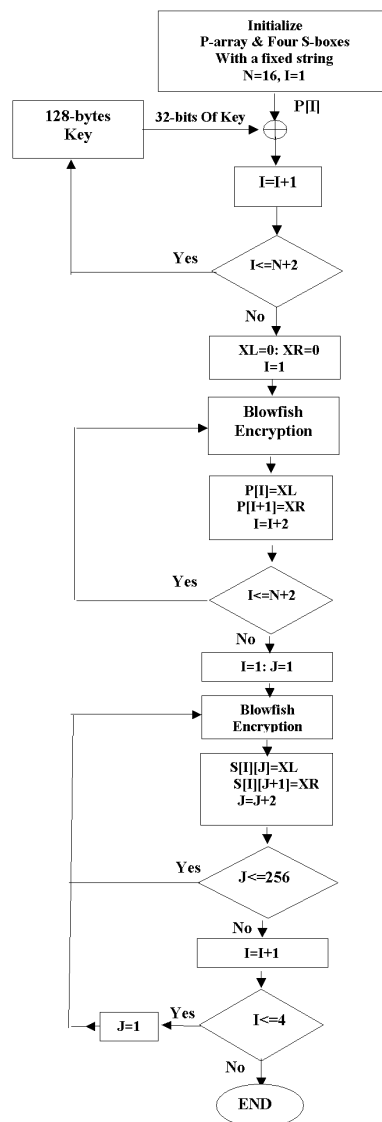 Initialize
P-array & Four S-boxes
With a fixed string
N=16, I=1
P[I]
128-bytes
Key
32-bits Of Key
I=I+1
Yes
I<=N+2
No
XL=0: XR=0
I=1
Blowfish
Encryption
P[I]=XL
P[I+1]=XR
I=I+2
Yes
I<=N+2
No
I=1: J=1
Blowfish
Encryption
S[I][J]=XL
S[I][J+1]=XR
J=J+2
Yes
J<=256
No
I=I+1
J=1
Yes
I<=4
No
END